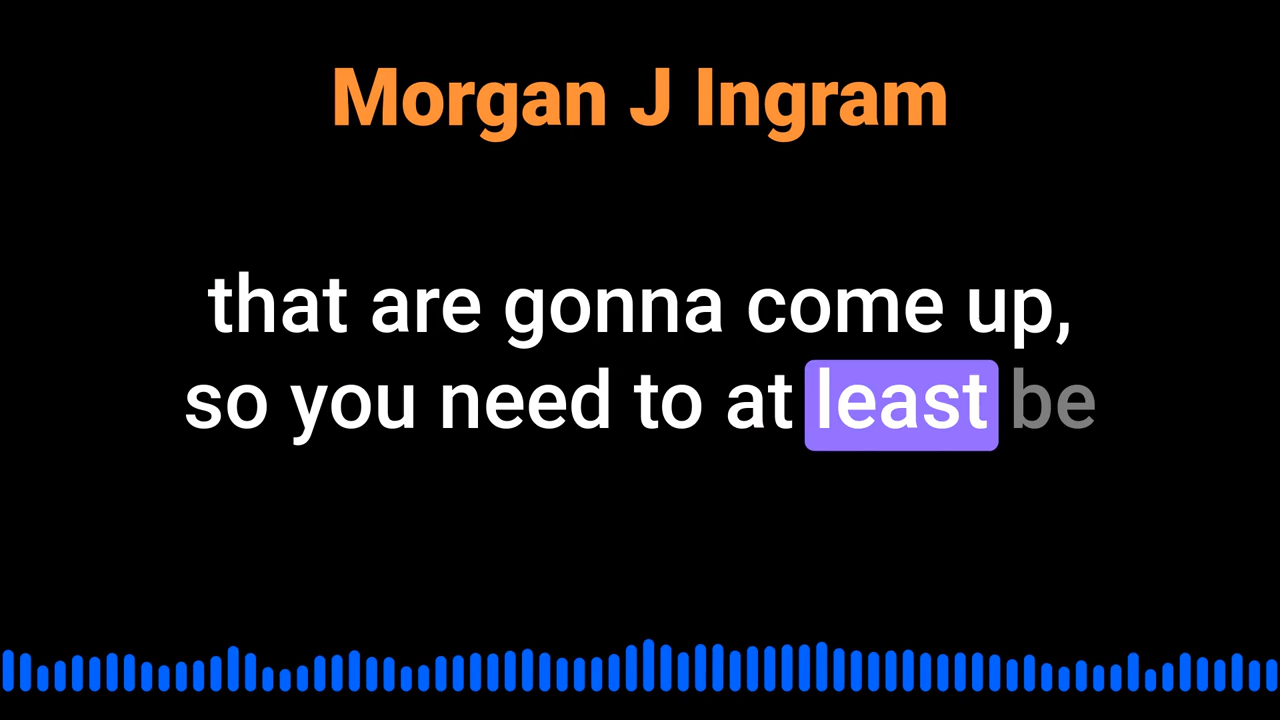 Morgan J Ingram
that are gonna come up,
so you need to at least be